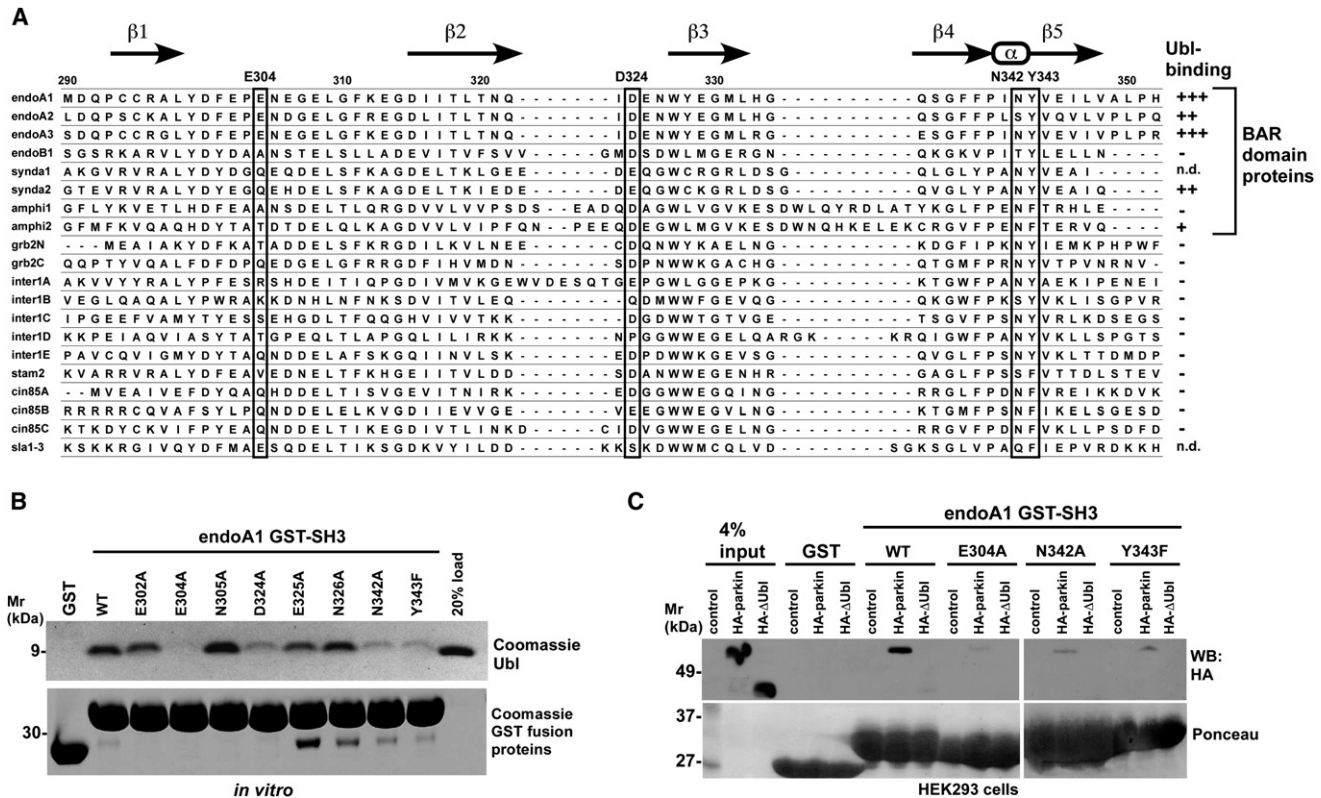 A
β1 β2 β3 β4 α β5
Ubl-
binding
290 E304 310 320 D324 330 N342 Y343 350
endoA1 MDQPCCRALYDFEPENEGELGFKEGDIITLTNQ------IDENWYEGMLHG----------QSGFFPINYVEILVALPH +++
endoA2 LDQPSCKALYDFEPENDGELGFREGDLITLTNQ------IDENWYEGMLHG----------QSGFFPLSYVQVLVPLPQ ++
endoA3 SDQPCCRGLYDFEPENQGELGFKEGDIITLTNQ------IDENWYEGMIHG----------ESGFFPINYVEVIVPLPR +++
endoB1 SGSRKARVLYDYDAANSTELSLLADEVITVFSVV-----GMDSDWLMGERGN---------QKGKVPITYLELLN---- -
synda1 AKGVRVRALYDYDGQEQDELSFKAGDELTKLGEE------DEQGWCRGRLDSG--------QLGLYPANYVEAI----- n.d.
synda2 GTEVRVRALYDYEGQEHDELSFKAGDELTKIEDE------DEQGWCKGRLDSG--------QVGLYPANYVEAIQ---- ++
amphi1 GFLYKVETLHDFEAANSDELTLQRGDVVLVVPSDS--EADQDAGWLVGVKESDWLQYRDLATYKGLFPENFTRHLE--- -
amphi2 GFMFKVQAQHDYTATDTDELQLKAGDVVLVIPFQN--PEEQDEGWLMGVKESDWNQHKELEKCRGVFPENFTERVQ--- +
grb2N ---MEAIAKYDFKATADDELSFKRGDILKVLNEE------CDQNWYKAELNG---------KDGFIPKNYIEMKPHPWF -
grb2C QQPTYVQALFDFDPQEDGELGFRRGDFIHVMDN-------SDPNWWKGACHG---------QTGMFPRNYVTPVNRNV- -
inter1A AKVVYYRALYPFESRSHDEITIQPGDIVMVKGEWVDESQTGEPGWLGGEPKG---------KTGWFPANYAEKIPENEI -
inter1B VEGLQAQALYPWRAKKDNHLNFNKSDVITVLEQ-------QDMWWFGEVQG----------QKGWFPKSYVKLISGPVR -
inter1C IPGEEFVAMYTYESSEHGDLTFQQGHVIVVTKK-------DGDWWTGTVGE----------TSGVFPSNYVRLKDSEGS -
inter1D KKPEIAQVIASYTATGPEQLTLAPGQLILIRKK-------NPGGWWEGELQARGK-----KRQIGWFPANYVKLLSPGTS -
inter1E PAVCQVIGMYDYTAQNDDELAFSKGQIINVLSK------EDPDWWKGEVSG----------QVGLFPSNYVKLTTDMDP -
stam2 KVARRVRALYDFEAVEDNELTFKHGEIITVLDD-------SDANWWEGENHR---------GLGLFPSSFVTTDLSTEV -
cin85A --MVEAIVEFDYQAQHDDELTISVGEVITNIRK------EDGGWWEGQING----------RRGLFPDNFVREIKKDVK -
cin85B RRRRRCQVAFSYLPQNDDELELKVGDIIEVVGE------VEEGWWEGVLNG----------KTGMFPSNFIKELSGESD -
cin85C KTKDYCKVIFPYEAQNDDELTIKEGDIVTLINKD-----CIDVGWWEGELNG---------RRGVFPDNFVKLLPSDFD -
sla1-3 KSKKRGIVQYDFMAESQDELTIKSGDKVYILDD------KKSKDWWMCQLVD--------SGKSGLVPAQFIEPVRDKKH n.d.
BAR
domain
proteins
B
endoA1 GST-SH3
Mr
(kDa)
GST WT E302A E304A N305A D324A E325A N326A N342A Y343F 20% load
9-
Coomassie
Ubl
30-
Coomassie
GST fusion
proteins
in vitro
C
endoA1 GST-SH3
4%
input GST WT E304A N342A Y343F
Mr
(kDa)
control HA-parkin HA-ΔUbl control HA-parkin HA-ΔUbl control HA-parkin HA-ΔUbl control HA-parkin HA-ΔUbl control HA-parkin HA-ΔUbl control HA-parkin HA-ΔUbl
49-
WB:
HA
37-
27-
Ponceau
HEK293 cells